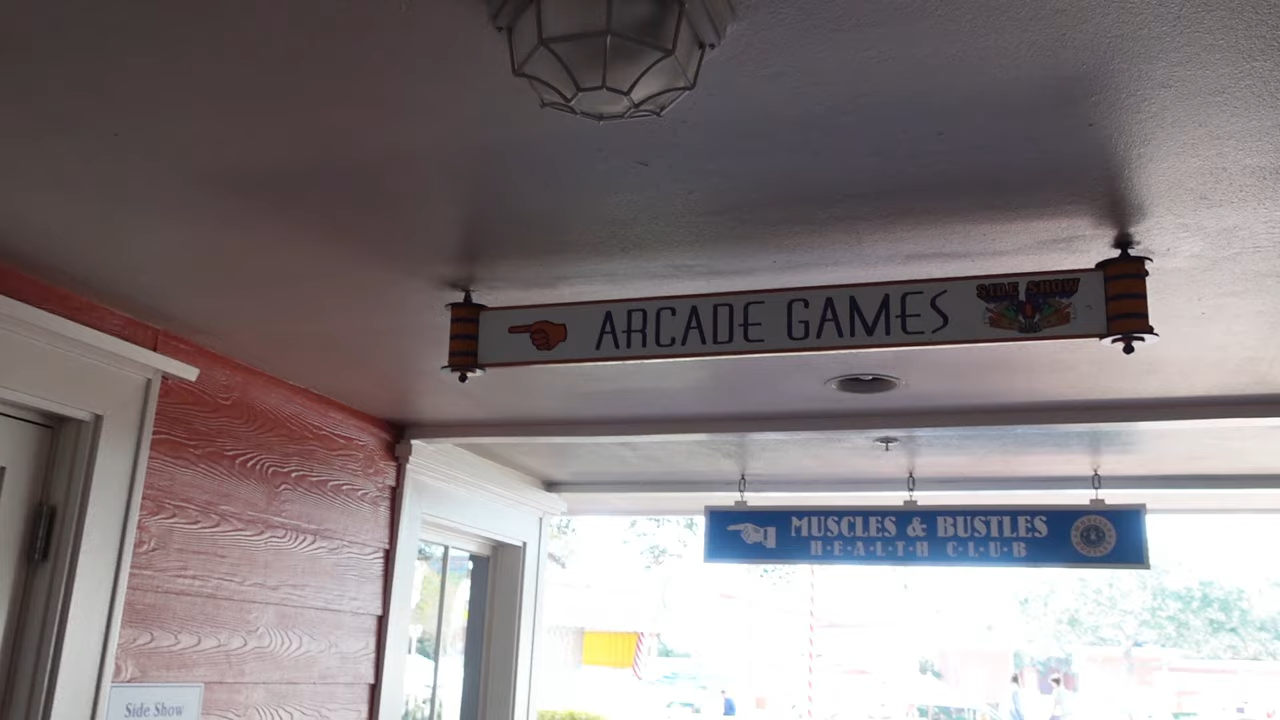 ARCADE GAMES
SIDE SHOW
MUSCLES & BUSTLES
H·E·A·L·T·H C·L·U·B
Side Show